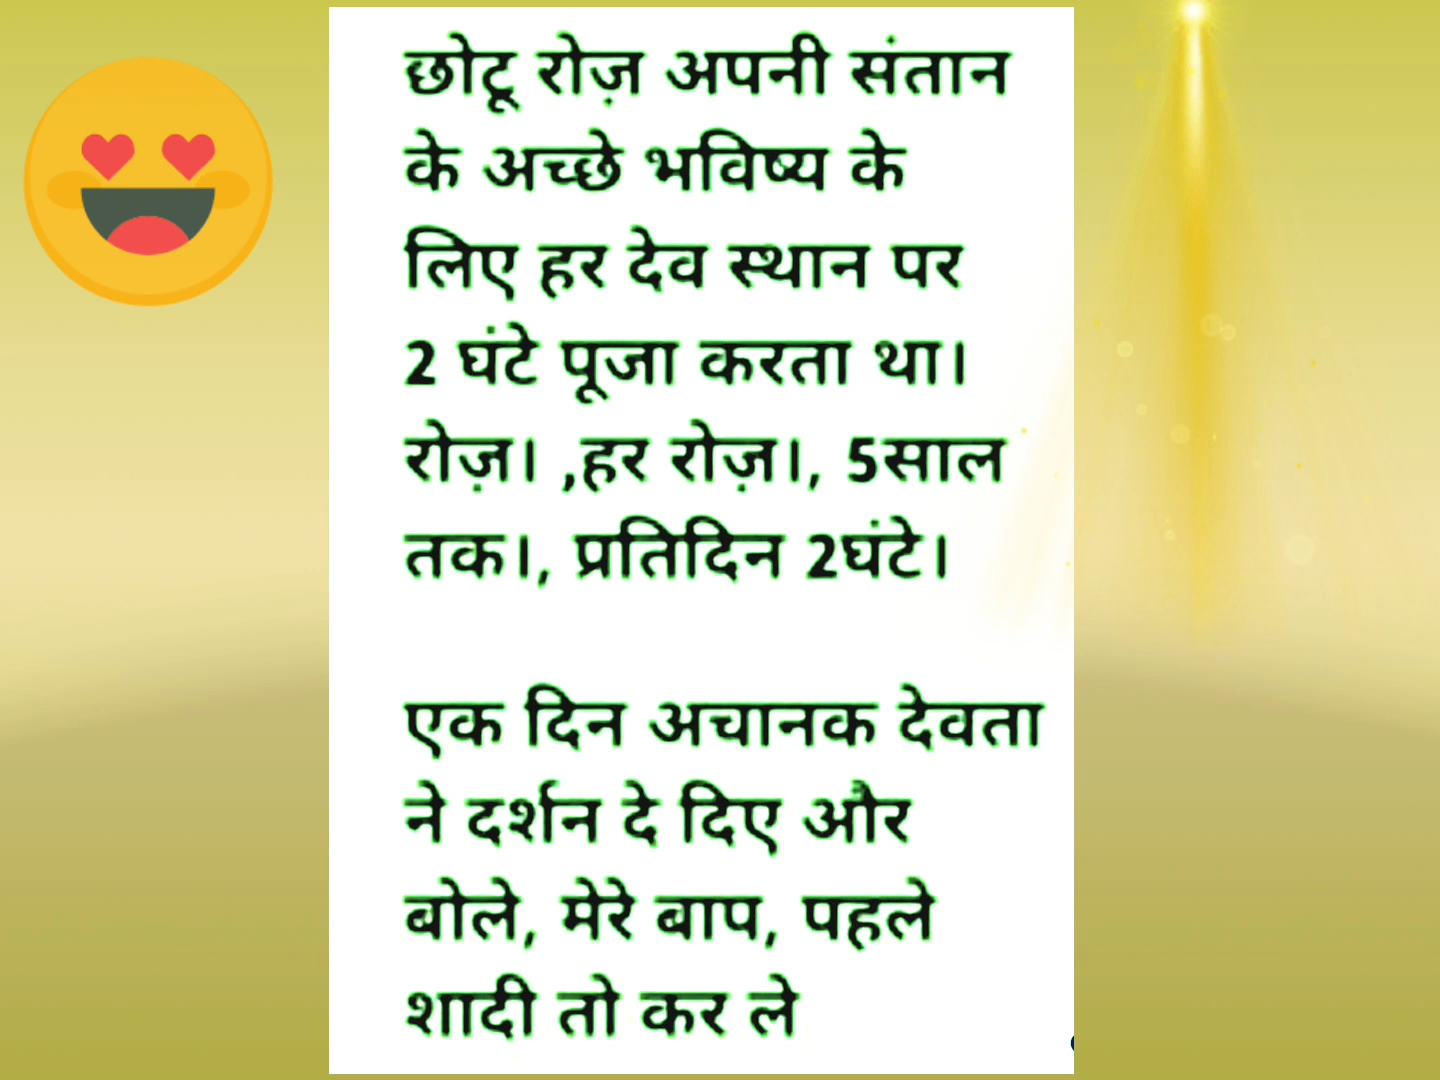 छोटू रोज़ अपनी संतान
के अच्छे भविष्य के
लिए हर देव स्थान पर
2 घंटे पूजा करता था।
रोज़। ,हर रोज़।, 5साल
तक।, प्रतिदिन 2घंटे।
एक दिन अचानक देवता
ने दर्शन दे दिए और
बोले, मेरे बाप, पहले
शादी तो कर ले